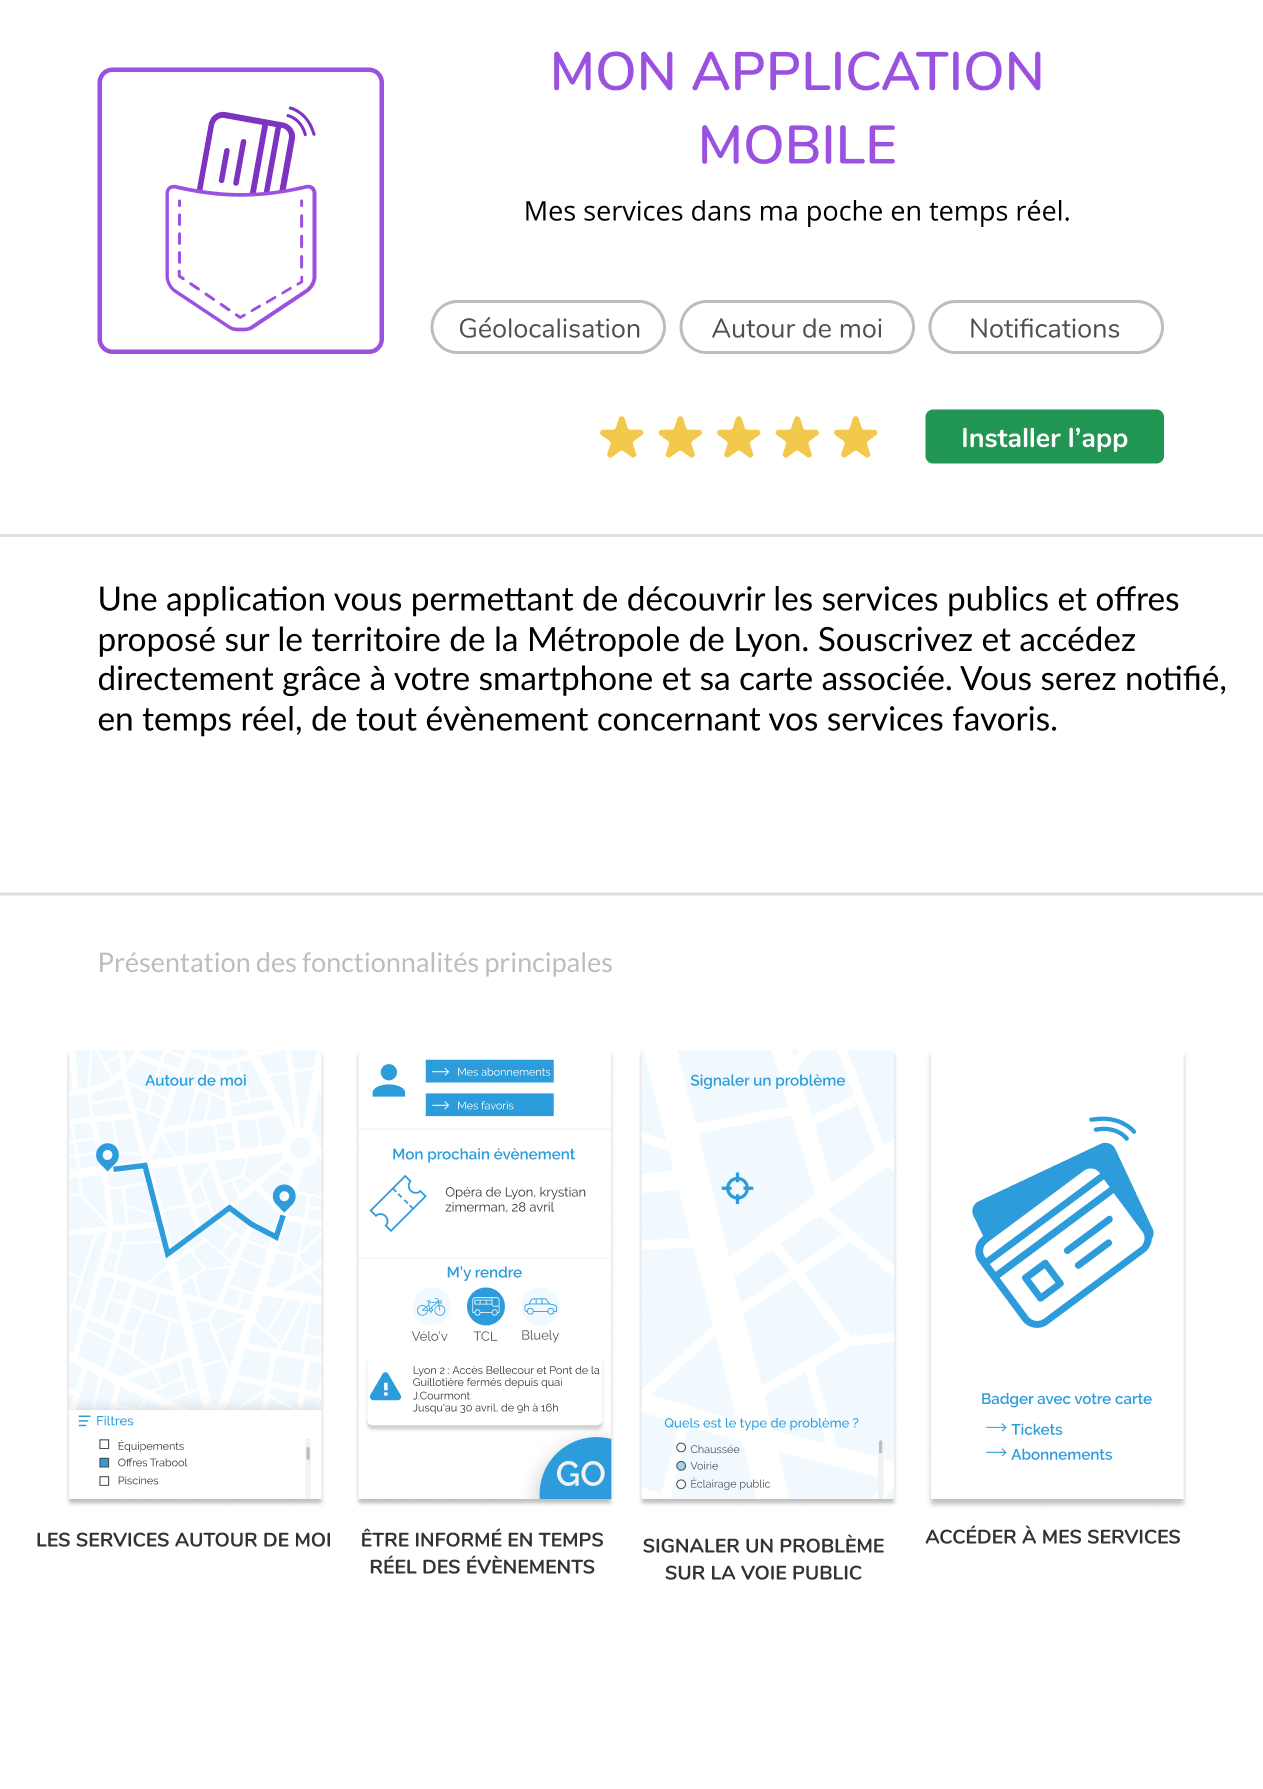 MON APPLICATION
MOBILE
Mes services dans ma poche en temps réel.
Géolocalisation
Autour de moi
Notifications
Installer l’app
Une application vous permettant de découvrir les services publics et offres
proposé sur le territoire de la Métropole de Lyon. Souscrivez et accédez
directement grâce à votre smartphone et sa carte associée. Vous serez notifié,
en temps réel, de tout évènement concernant vos services favoris.
Présentation des fonctionnalités principales
Autour de moi
Filtres
Équipements
Offres Trabool
Piscines
LES SERVICES AUTOUR DE MOI
Mes abonnements
Mes favoris
Mon prochain évènement
Opéra de Lyon, krystian
zimerman, 28 avril
M'y rendre
Vélo'v
TCL
Bluely
Lyon 2 : Accès Bellecour et Pont de la
Guillotière fermés depuis quai
J.Courmont
Jusqu'au 30 avril, de 9h à 16h
GO
ÊTRE INFORMÉ EN TEMPS
RÉEL DES ÉVÈNEMENTS
Signaler un problème
Quels est le type de problème ?
Chaussée
Voirie
Éclairage public
SIGNALER UN PROBLÈME
SUR LA VOIE PUBLIC
Badger avec votre carte
Tickets
Abonnements
ACCÉDER À MES SERVICES